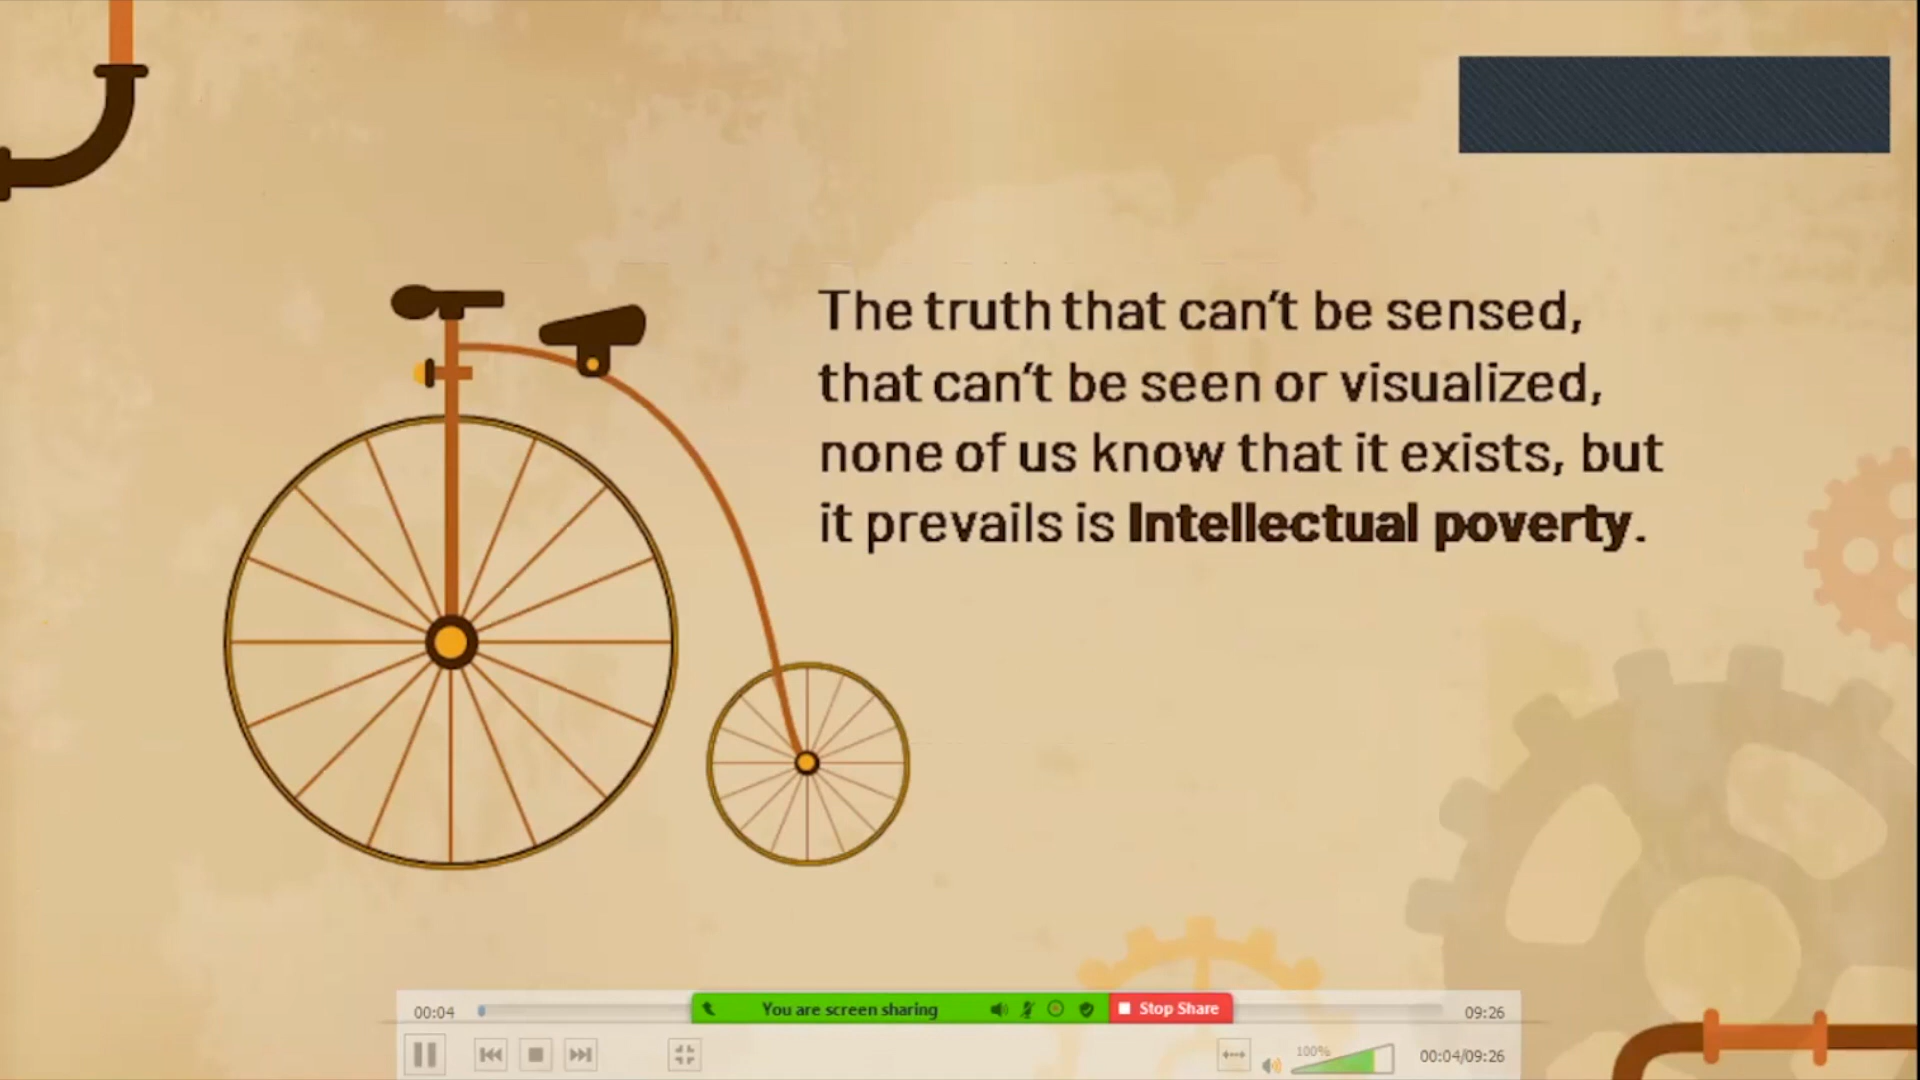 The truth that can't be sensed,
that can't be seen or visualized,
none of us know that it exists, but
it prevails is Intellectual poverty.
00:04
You are screen sharing
Stop Share
09:26
100%
00:04/09:26